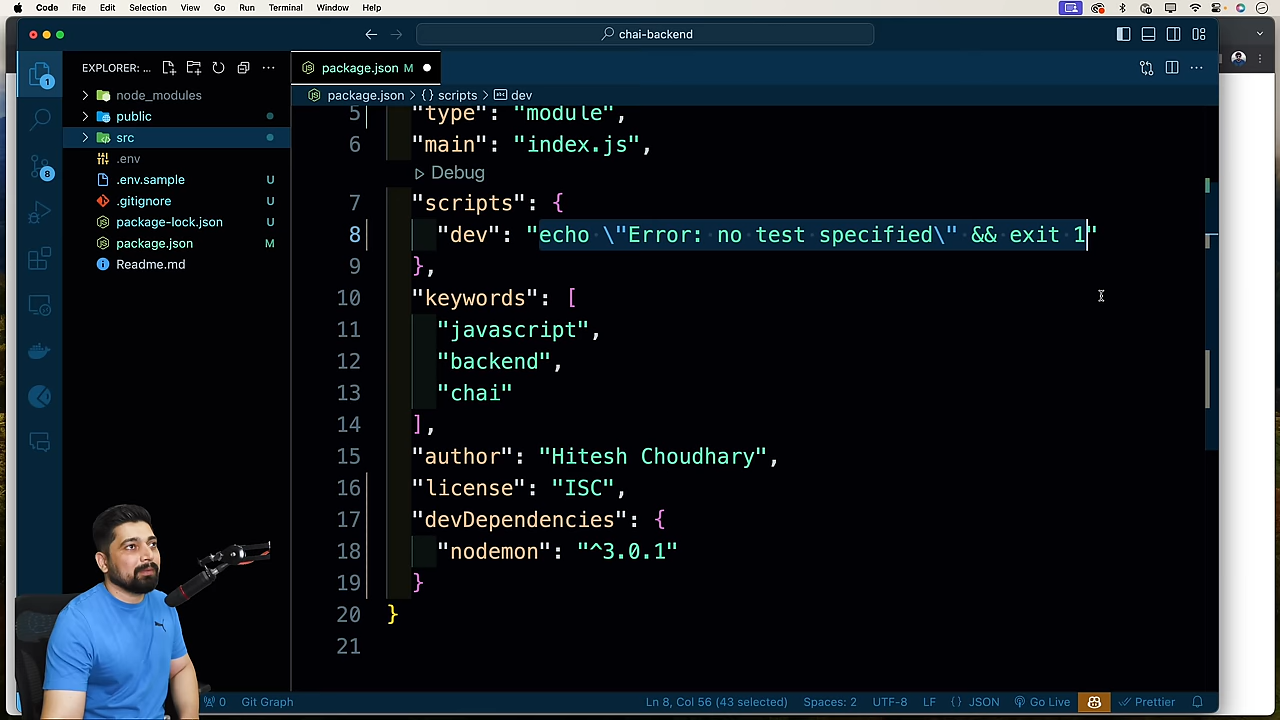 Code File Edit Selection View Go Run Terminal Window Help
chai-backend
EXPLORER: ...
package.json M
package.json > {} scripts > dev
node_modules
public
src
.env
.env.sample U
.gitignore U
package-lock.json U
package.json M
Readme.md
1
8
5 "type": "module",
6 "main": "index.js",
Debug
7 "scripts": {
8 "dev": "echo \"Error: no test specified\" && exit 1"
9 },
10 "keywords": [
11 "javascript",
12 "backend",
13 "chai"
14 ],
15 "author": "Hitesh Choudhary",
16 "license": "ISC",
17 "devDependencies": {
18 "nodemon": "^3.0.1"
19 }
20 }
21
0 Git Graph Ln 8, Col 56 (43 selected) Spaces: 2 UTF-8 LF {} JSON Go Live Prettier